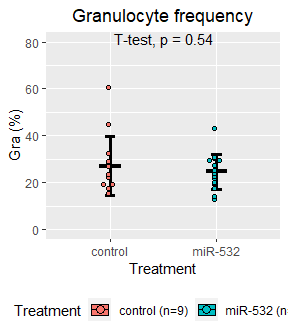 Granulocyte frequency
T-test, p = 0.54
80
60
40
20
0
Gra (%)
control
miR-532
Treatment
Treatment
control (n=9)
miR-532 (n